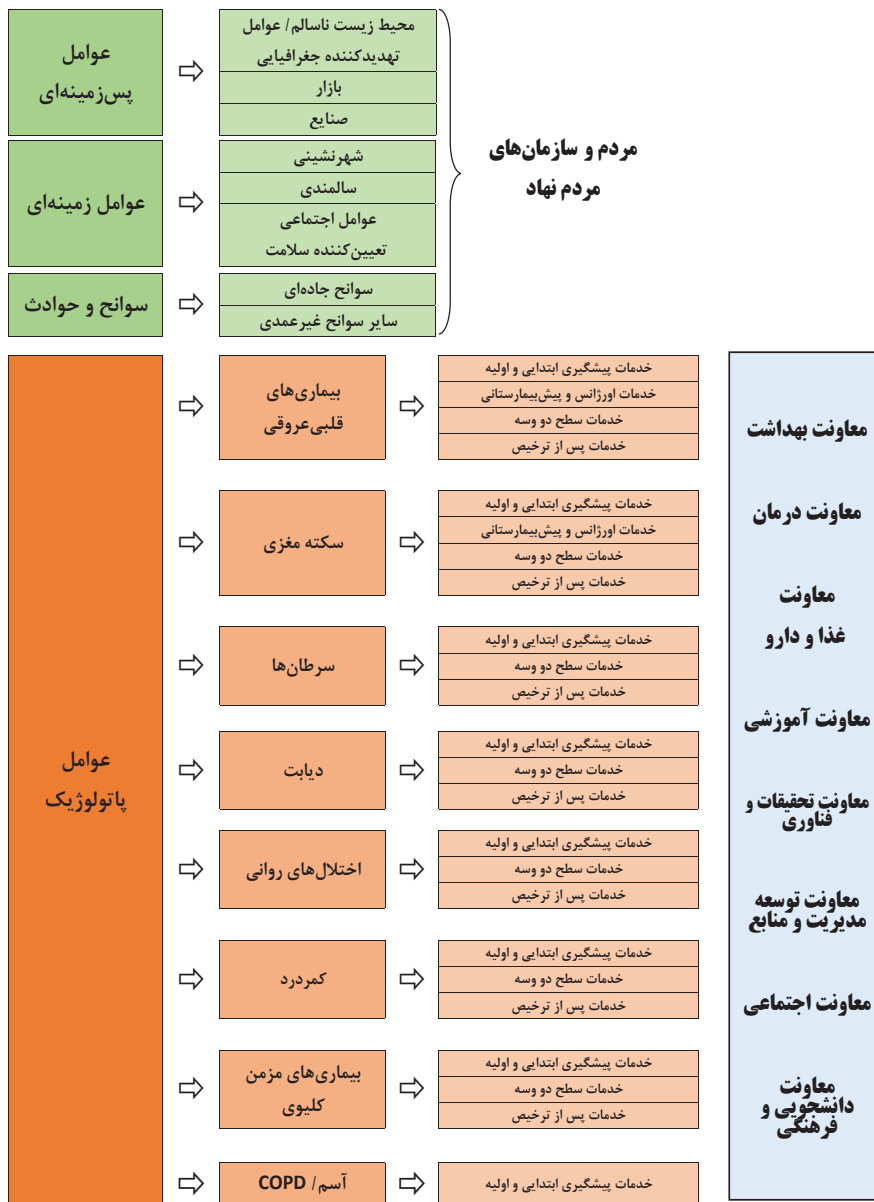 عوامل
پس‌زمینه‌ای
محیط زیست ناسالم/ عوامل
تهدیدکننده جغرافیایی
بازار
صنایع
عوامل زمینه‌ای
شهرنشینی
سالمندی
عوامل اجتماعی
تعیین‌کننده سلامت
سوانح و حوادث
سوانح جاده‌ای
سایر سوانح غیرعمدی
مردم و سازمان‌های
مردم نهاد
عوامل
پاتولوژیک
بیماری‌های
قلبی‌عروقی
خدمات پیشگیری ابتدایی و اولیه
خدمات اورژانس و پیش‌بیمارستانی
خدمات سطح دو وسه
خدمات پس از ترخیص
سکته مغزی
خدمات پیشگیری ابتدایی و اولیه
خدمات اورژانس و پیش‌بیمارستانی
خدمات سطح دو وسه
خدمات پس از ترخیص
سرطان‌ها
خدمات پیشگیری ابتدایی و اولیه
خدمات سطح دو وسه
خدمات پس از ترخیص
دیابت
خدمات پیشگیری ابتدایی و اولیه
خدمات سطح دو وسه
خدمات پس از ترخیص
اختلال‌های روانی
خدمات پیشگیری ابتدایی و اولیه
خدمات سطح دو وسه
خدمات پس از ترخیص
کمردرد
خدمات پیشگیری ابتدایی و اولیه
خدمات سطح دو وسه
خدمات پس از ترخیص
بیماری‌های مزمن
کلیوی
خدمات پیشگیری ابتدایی و اولیه
خدمات سطح دو وسه
خدمات پس از ترخیص
آسم/ COPD
خدمات پیشگیری ابتدایی و اولیه
معاونت بهداشت
معاونت درمان
معاونت
غذا و دارو
معاونت آموزشی
معاونت تحقیقات و
فناوری
معاونت توسعه
مدیریت و منابع
معاونت اجتماعی
معاونت
دانشجویی و
فرهنگی